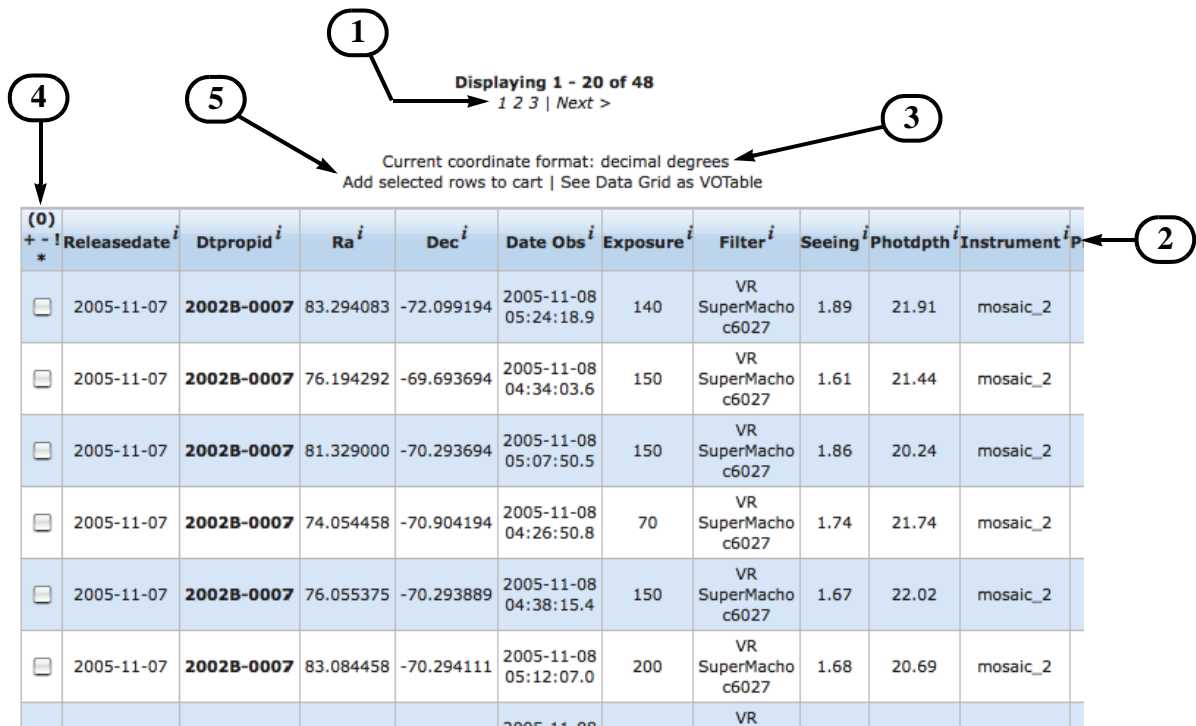 1
Displaying 1 - 20 of 48
1 2 3 | Next >
4
5
3
Current coordinate format: decimal degrees
Add selected rows to cart | See Data Grid as VOTable
(0) + - ! * Releasedate i Dtpropid i Ra i Dec i Date Obs i Exposure i Filter i Seeing i Photdpth i Instrument i P
2
2005-11-07 2002B-0007 83.294083 -72.099194 2005-11-08 05:24:18.9 140 VR SuperMacho c6027 1.89 21.91 mosaic_2
2005-11-07 2002B-0007 76.194292 -69.693694 2005-11-08 04:34:03.6 150 VR SuperMacho c6027 1.61 21.44 mosaic_2
2005-11-07 2002B-0007 81.329000 -70.293694 2005-11-08 05:07:50.5 150 VR SuperMacho c6027 1.86 20.24 mosaic_2
2005-11-07 2002B-0007 74.054458 -70.904194 2005-11-08 04:26:50.8 70 VR SuperMacho c6027 1.74 21.74 mosaic_2
2005-11-07 2002B-0007 76.055375 -70.293889 2005-11-08 04:38:15.4 150 VR SuperMacho c6027 1.67 22.02 mosaic_2
2005-11-07 2002B-0007 83.084458 -70.294111 2005-11-08 05:12:07.0 200 VR SuperMacho c6027 1.68 20.69 mosaic_2
VR